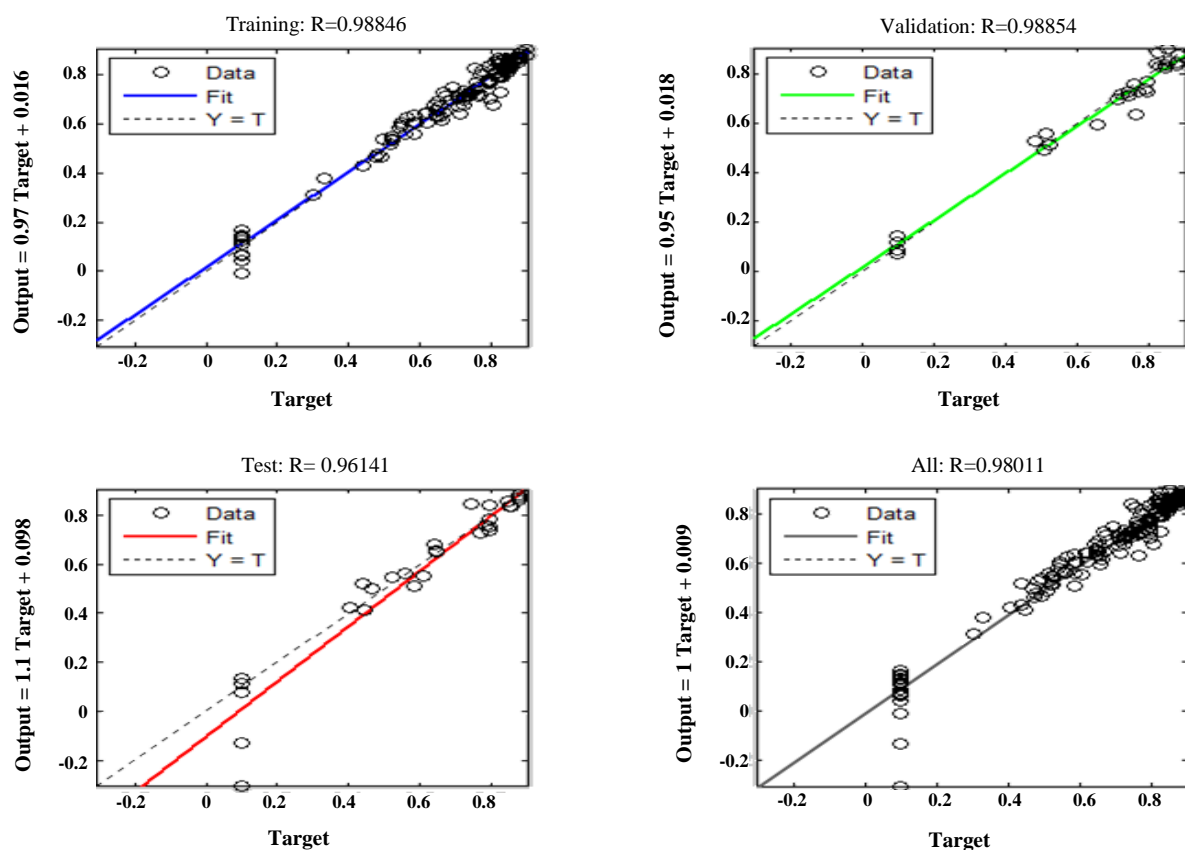 Training: R=0.98846
Output = 0.97 Target + 0.016
0.8
0.6
0.4
0.2
0
-0.2
Data
Fit
Y = T
-0.2 0 0.2 0.4 0.6 0.8
Target
Validation: R=0.98854
Output = 0.95 Target + 0.018
0.8
0.6
0.4
0.2
0
-0.2
Data
Fit
Y = T
-0.2 0 0.2 0.4 0.6 0.8
Target
Test: R= 0.96141
Output = 1.1 Target + 0.098
0.8
0.6
0.4
0.2
0
-0.2
Data
Fit
Y = T
-0.2 0 0.2 0.4 0.6 0.8
Target
All: R=0.98011
Output = 1 Target + 0.009
0.8
0.6
0.4
0.2
0
-0.2
Data
Fit
Y = T
-0.2 0 0.2 0.4 0.6 0.8
Target